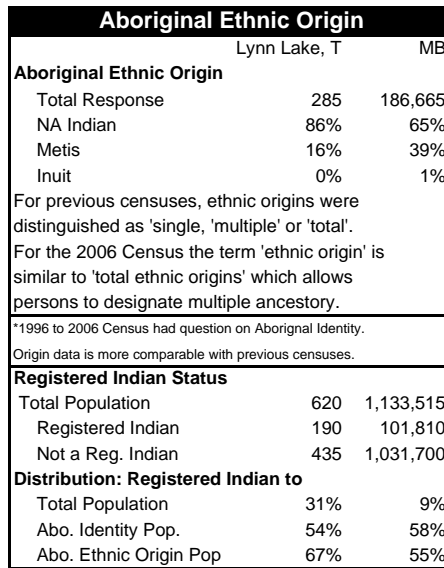 Aboriginal Ethnic Origin
Lynn Lake, T MB
Aboriginal Ethnic Origin
Total Response 285 186,665
NA Indian 86% 65%
Metis 16% 39%
Inuit 0% 1%
For previous censuses, ethnic origins were
distinguished as 'single, 'multiple' or 'total'.
For the 2006 Census the term 'ethnic origin' is
similar to 'total ethnic origins' which allows
persons to designate multiple ancestory.
*1996 to 2006 Census had question on Aborignal Identity.
Origin data is more comparable with previous censuses.
Registered Indian Status
Total Population 620 1,133,515
Registered Indian 190 101,810
Not a Reg. Indian 435 1,031,700
Distribution: Registered Indian to
Total Population 31% 9%
Abo. Identity Pop. 54% 58%
Abo. Ethnic Origin Pop 67% 55%